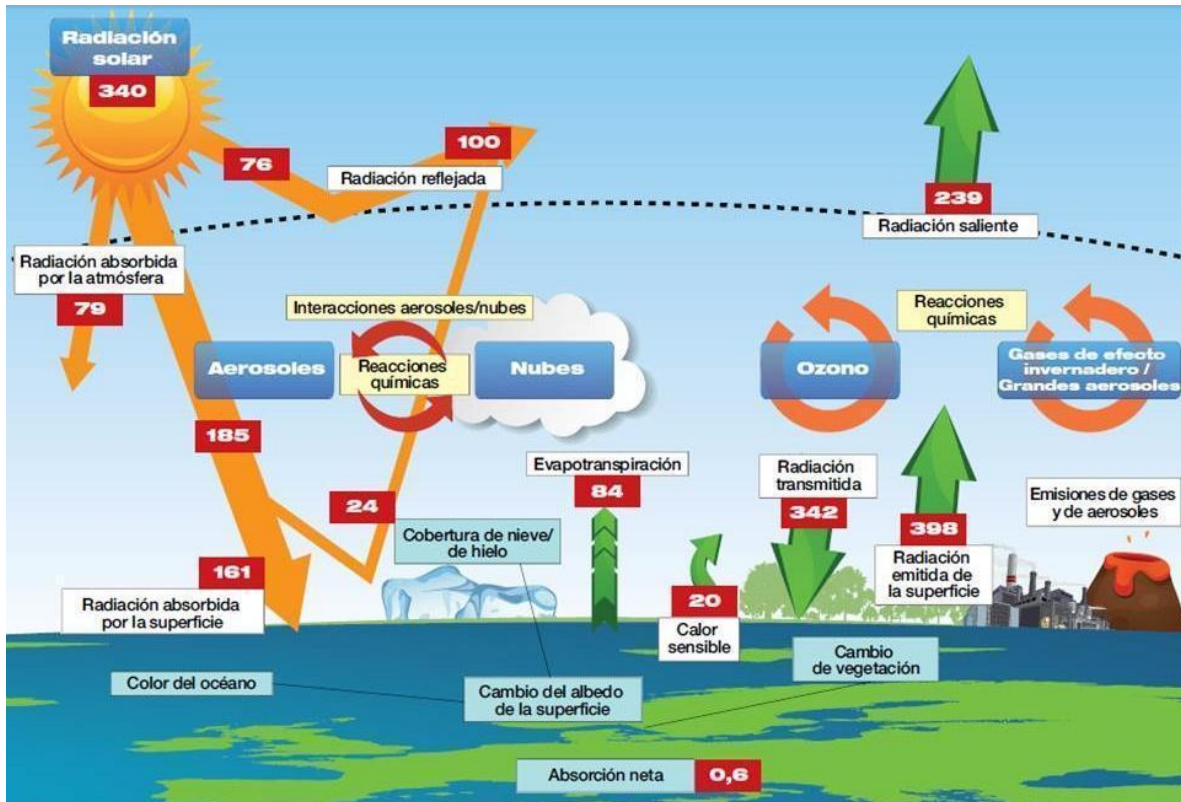 Radiación
solar
340
76
100
Radiación reflejada
239
Radiación saliente
Radiación absorbida
por la atmósfera
79
Interacciones aerosoles/nubes
Aerosoles
Reacciones
químicas
Nubes
Ozono
Reacciones
químicas
Gases de efecto
invernadero /
Grandes aerosoles
185
24
Evapotranspiración
84
Radiación
transmitida
342
398
Radiación
emitida de
la superficie
Emisiones de gases
y de aerosoles
Cobertura de nieve/
de hielo
161
Radiación absorbida
por la superficie
20
Calor
sensible
Cambio
de vegetación
Color del océano
Cambio del albedo
de la superficie
Absorción neta
0,6